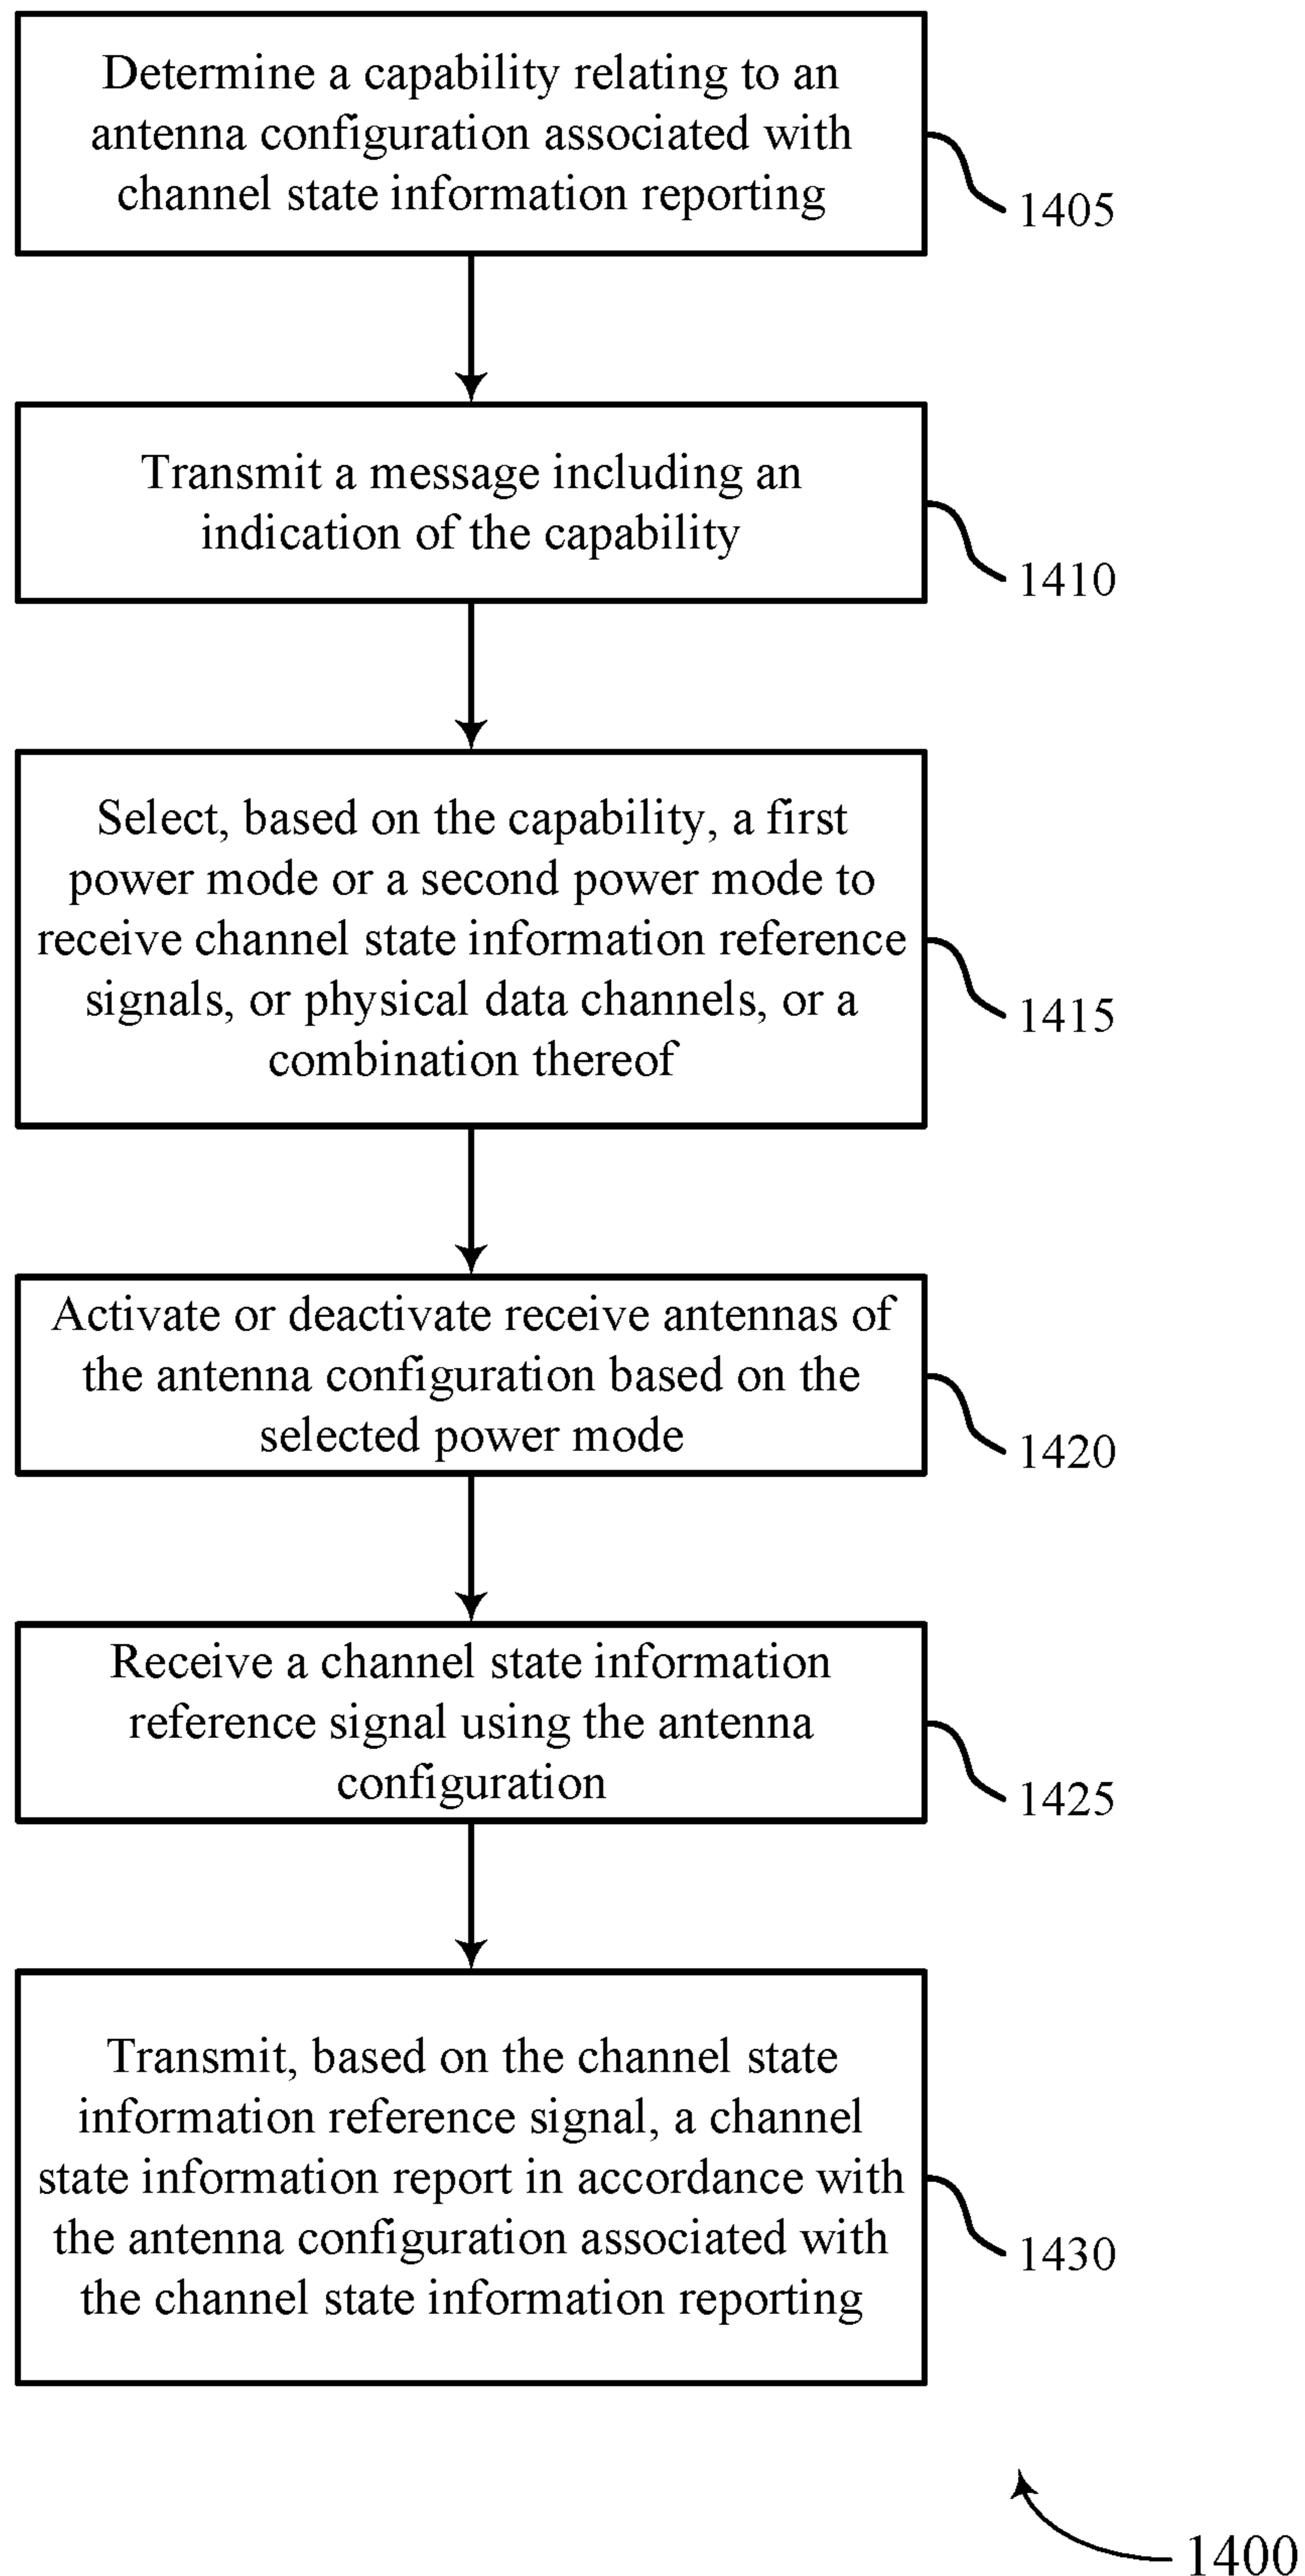 Determine a capability relating to an
antenna configuration associated with
channel state information reporting
1405
Transmit a message including an
indication of the capability
1410
Select, based on the capability, a first
power mode or a second power mode to
receive channel state information reference
signals, or physical data channels, or a
combination thereof
1415
Activate or deactivate receive antennas of
the antenna configuration based on the
selected power mode
1420
Receive a channel state information
reference signal using the antenna
configuration
1425
Transmit, based on the channel state
information reference signal, a channel
state information report in accordance with
the antenna configuration associated with
the channel state information reporting
1430
1400